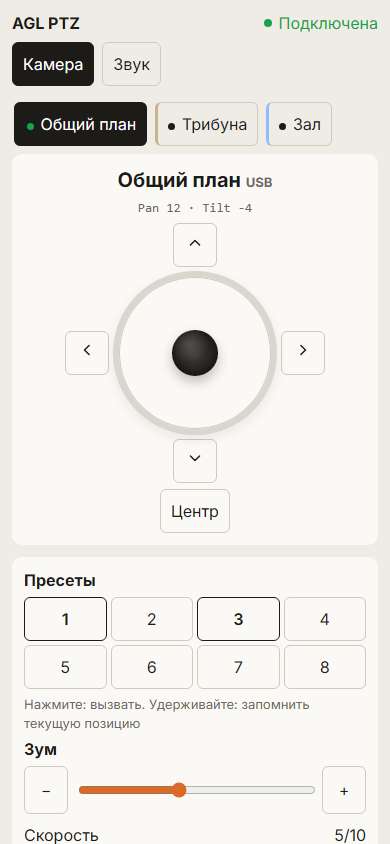 AGL PTZ
Подключена
Камера
Звук
Общий план
Трибуна
Зал
Общий план USB
Pan 12 · Tilt -4
Центр
Пресеты
1 2 3 4
5 6 7 8
Нажмите: вызвать. Удерживайте: запомнить
текущую позицию
Зум
− +
Скорость 5/10